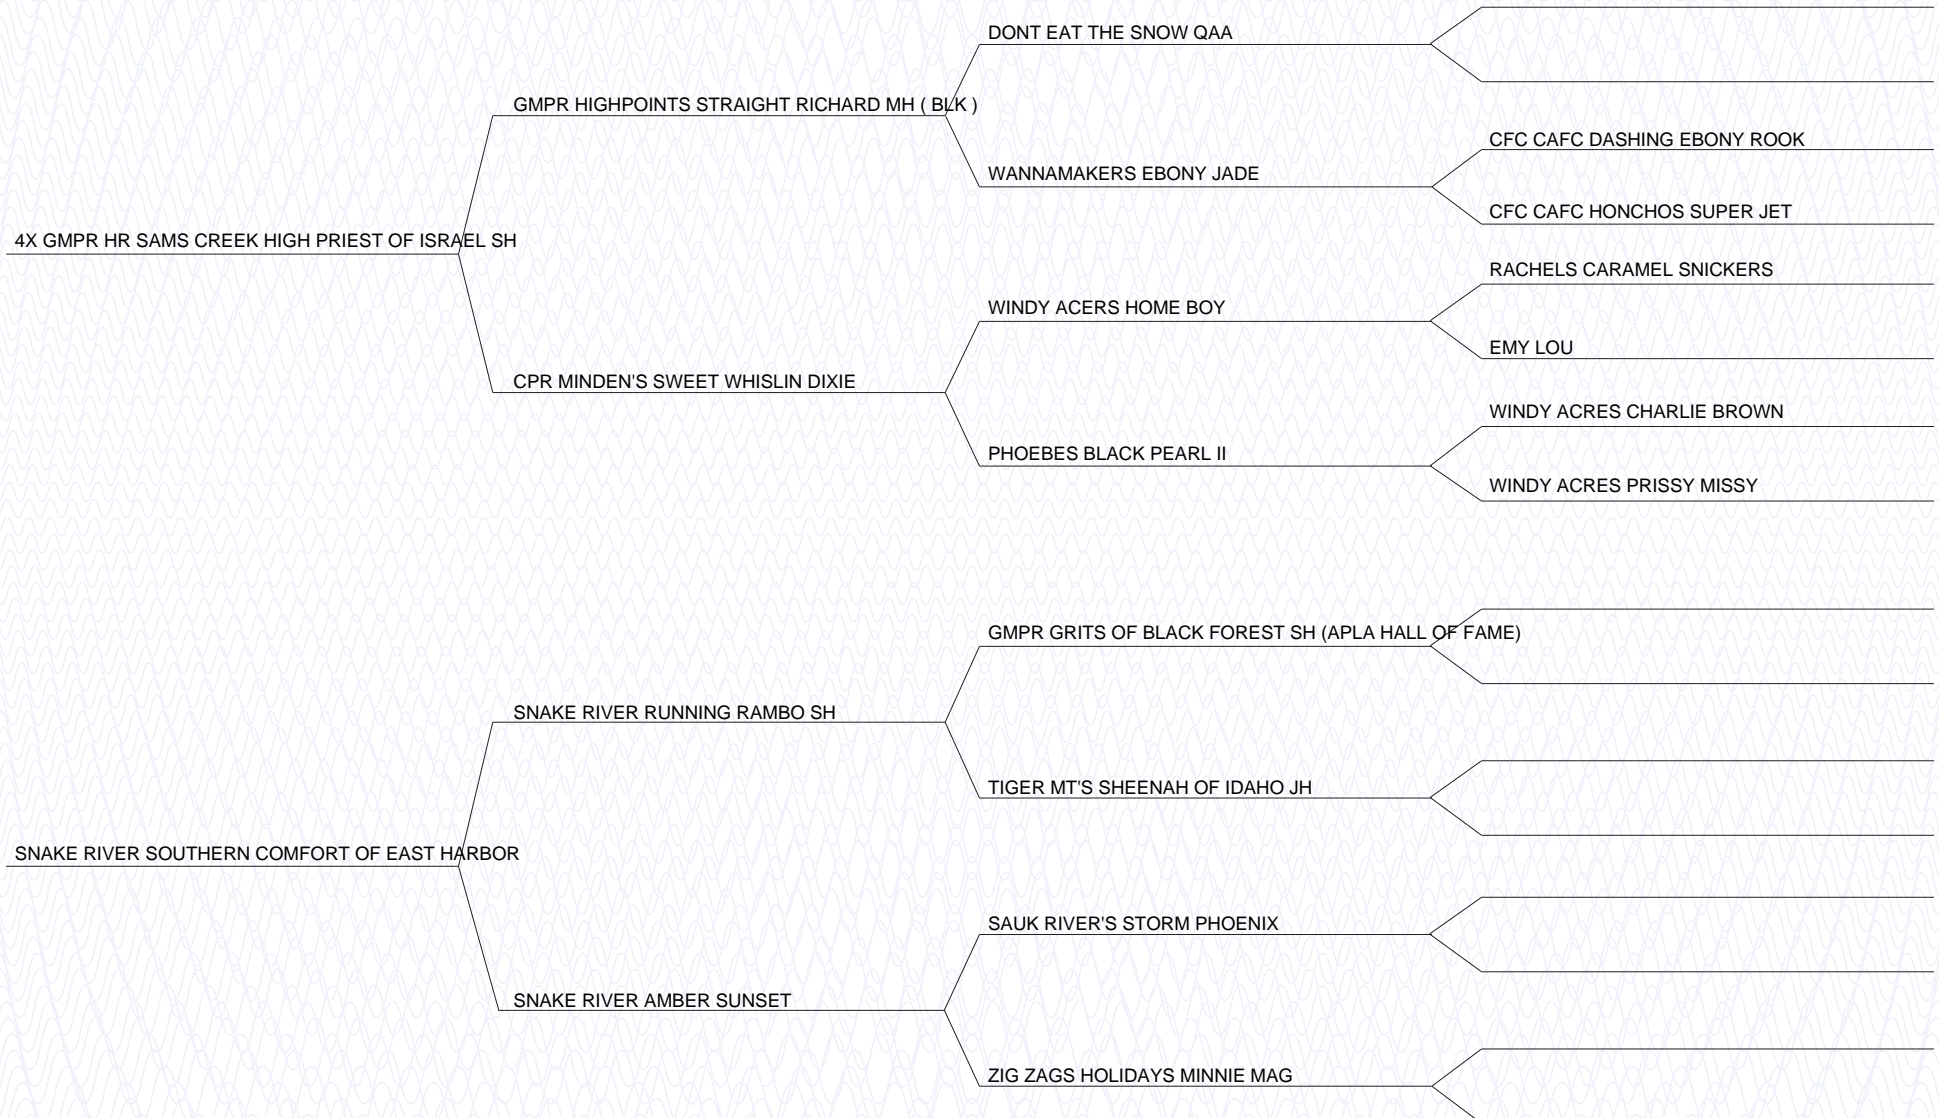 DONT EAT THE SNOW QAA
GMPR HIGHPOINTS STRAIGHT RICHARD MH ( BLK )
CFC CAFC DASHING EBONY ROOK
WANNAMAKERS EBONY JADE
CFC CAFC HONCHOS SUPER JET
4X GMPR HR SAMS CREEK HIGH PRIEST OF ISRAEL SH
RACHELS CARAMEL SNICKERS
WINDY ACERS HOME BOY
EMY LOU
CPR MINDEN'S SWEET WHISLIN DIXIE
WINDY ACRES CHARLIE BROWN
PHOEBES BLACK PEARL II
WINDY ACRES PRISSY MISSY
GMPR GRITS OF BLACK FOREST SH (APLA HALL OF FAME)
SNAKE RIVER RUNNING RAMBO SH
TIGER MT'S SHEENAH OF IDAHO JH
SNAKE RIVER SOUTHERN COMFORT OF EAST HARBOR
SAUK RIVER'S STORM PHOENIX
SNAKE RIVER AMBER SUNSET
ZIG ZAGS HOLIDAYS MINNIE MAG